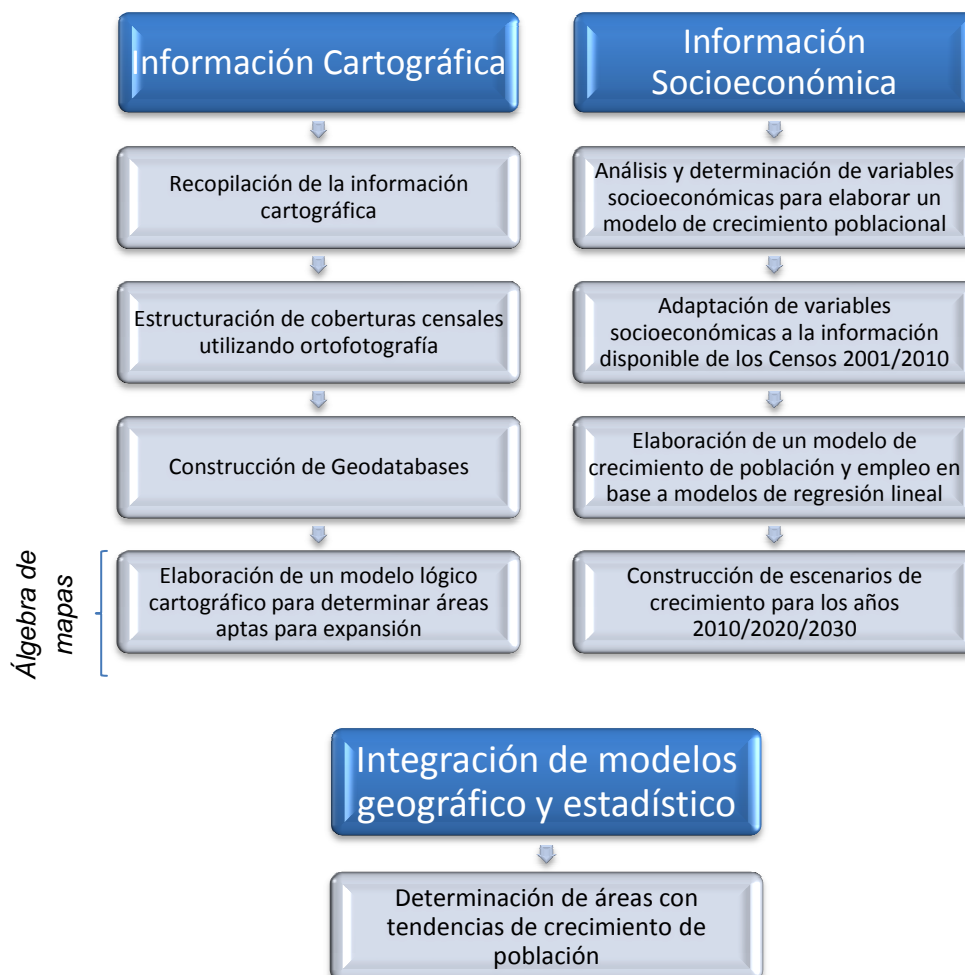 Información Cartográfica
Recopilación de la información
cartográfica
Estructuración de coberturas censales
utilizando ortofotografía
Construcción de Geodatabases
Álgebra de
mapas
Elaboración de un modelo lógico
cartográfico para determinar áreas
aptas para expansión
Información
Socioeconómica
Análisis y determinación de variables
socioeconómicas para elaborar un
modelo de crecimiento poblacional
Adaptación de variables
socioeconómicas a la información
disponible de los Censos 2001/2010
Elaboración de un modelo de
crecimiento de población y empleo en
base a modelos de regresión lineal
Construcción de escenarios de
crecimiento para los años
2010/2020/2030
Integración de modelos
geográfico y estadístico
Determinación de áreas con
tendencias de crecimiento de
población